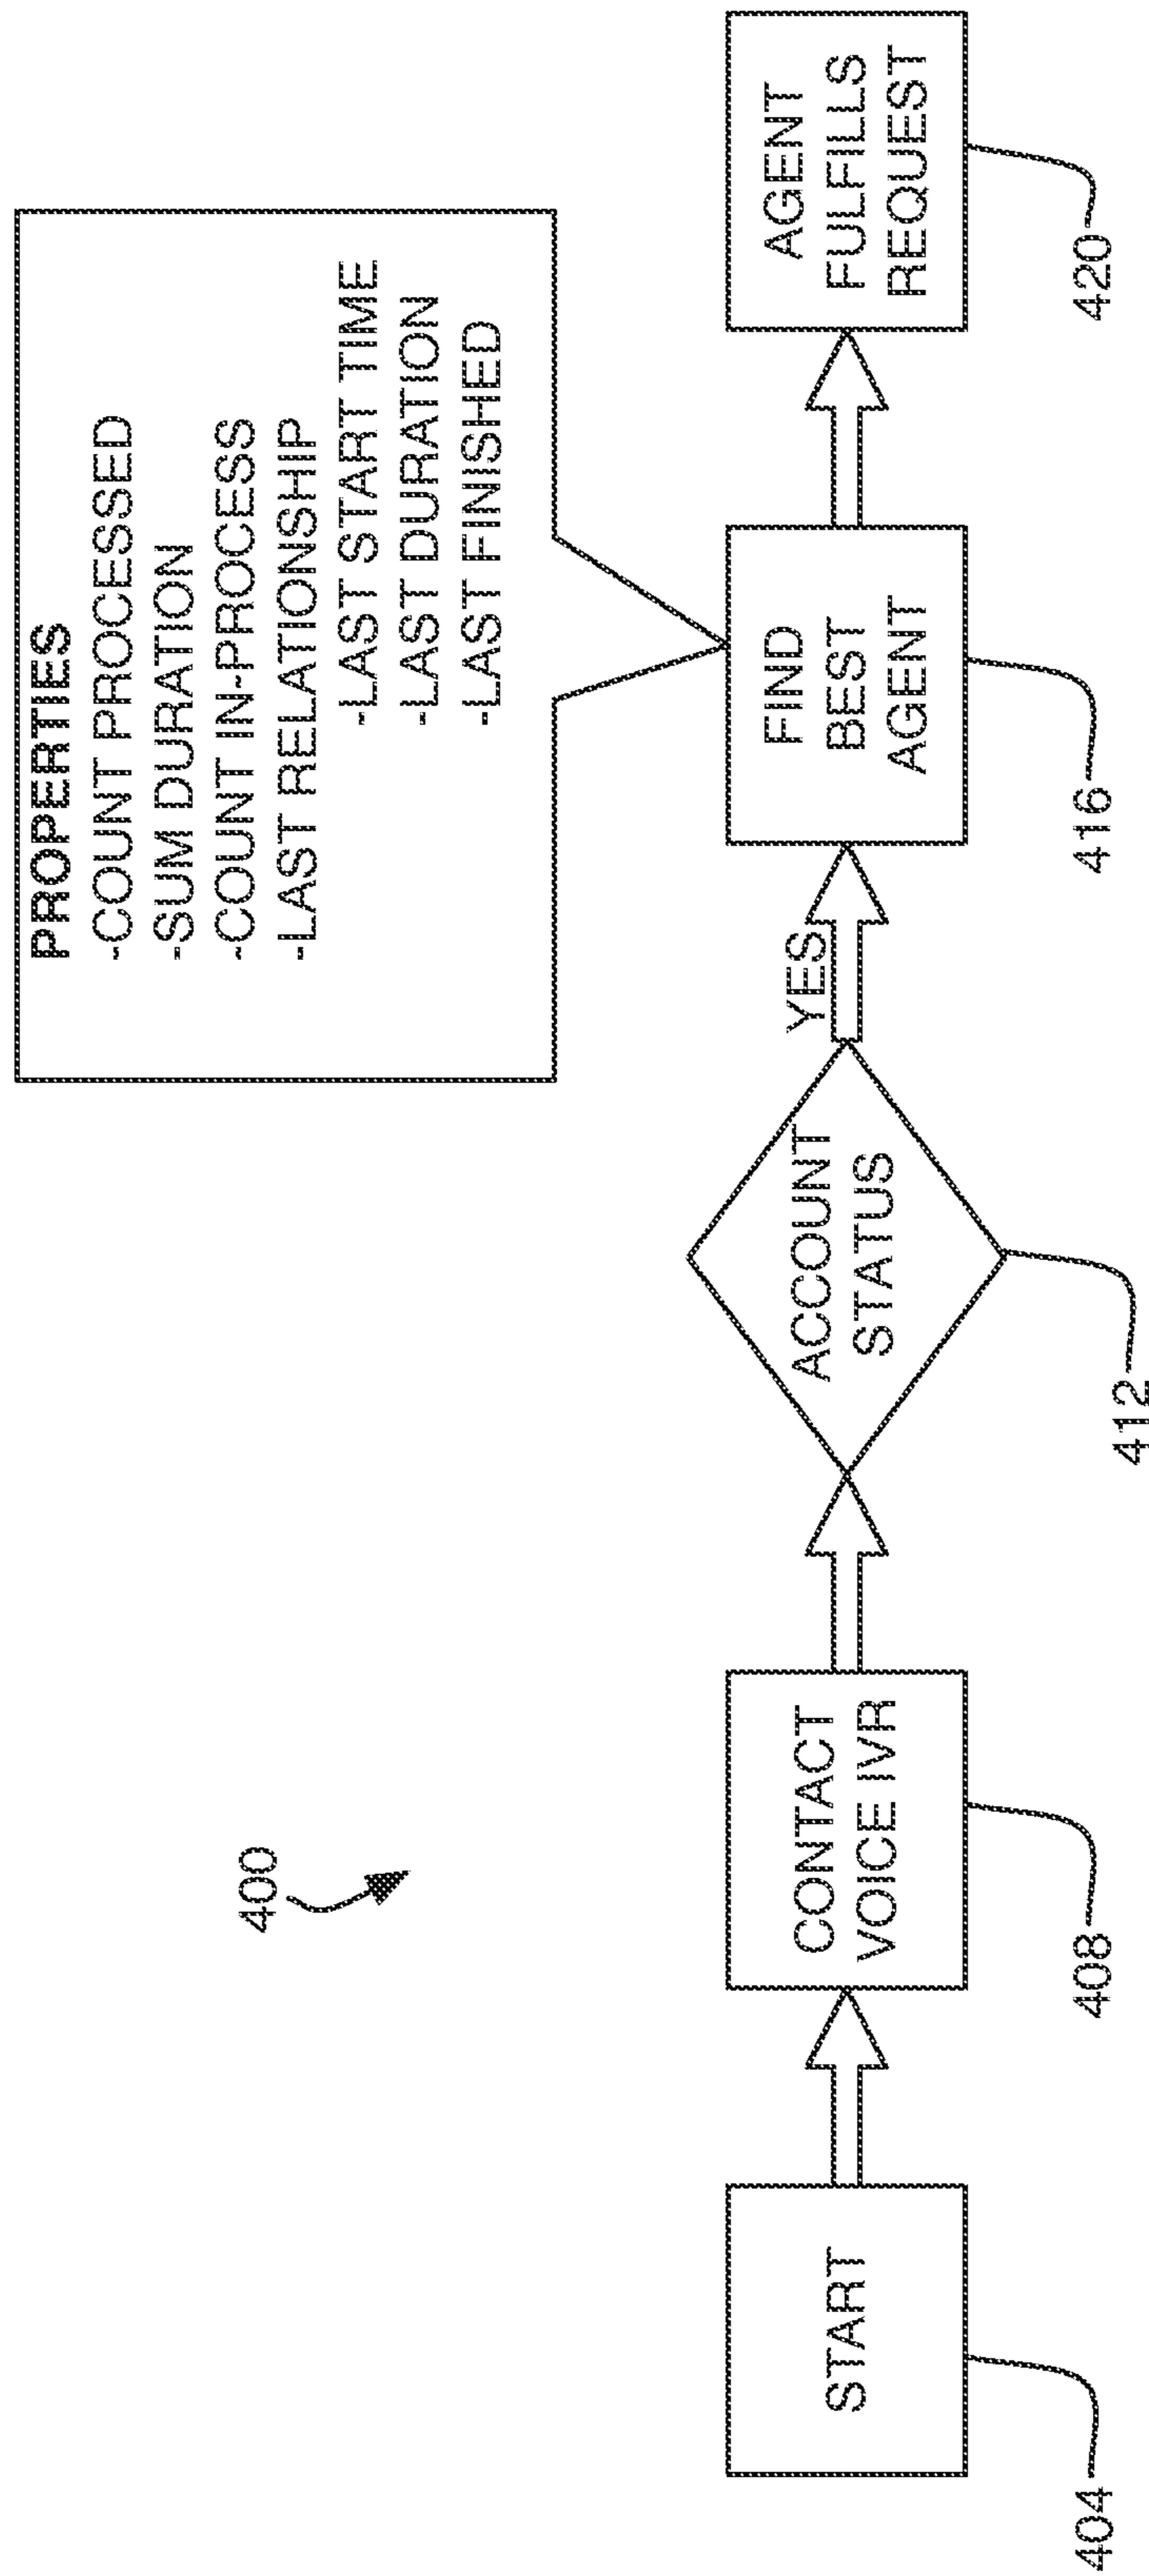 PROPERTIES
-COUNT PROCESSED
-SUM DURATION
-COUNT IN-PROCESS
-LAST RELATIONSHIP
-LAST START TIME
-LAST DURATION
-LAST FINISHED
400
START
404
CONTACT
VOICE IVR
408
ACCOUNT
STATUS
412
YES
FIND
BEST
AGENT
416
AGENT
FULFILLS
REQUEST
420